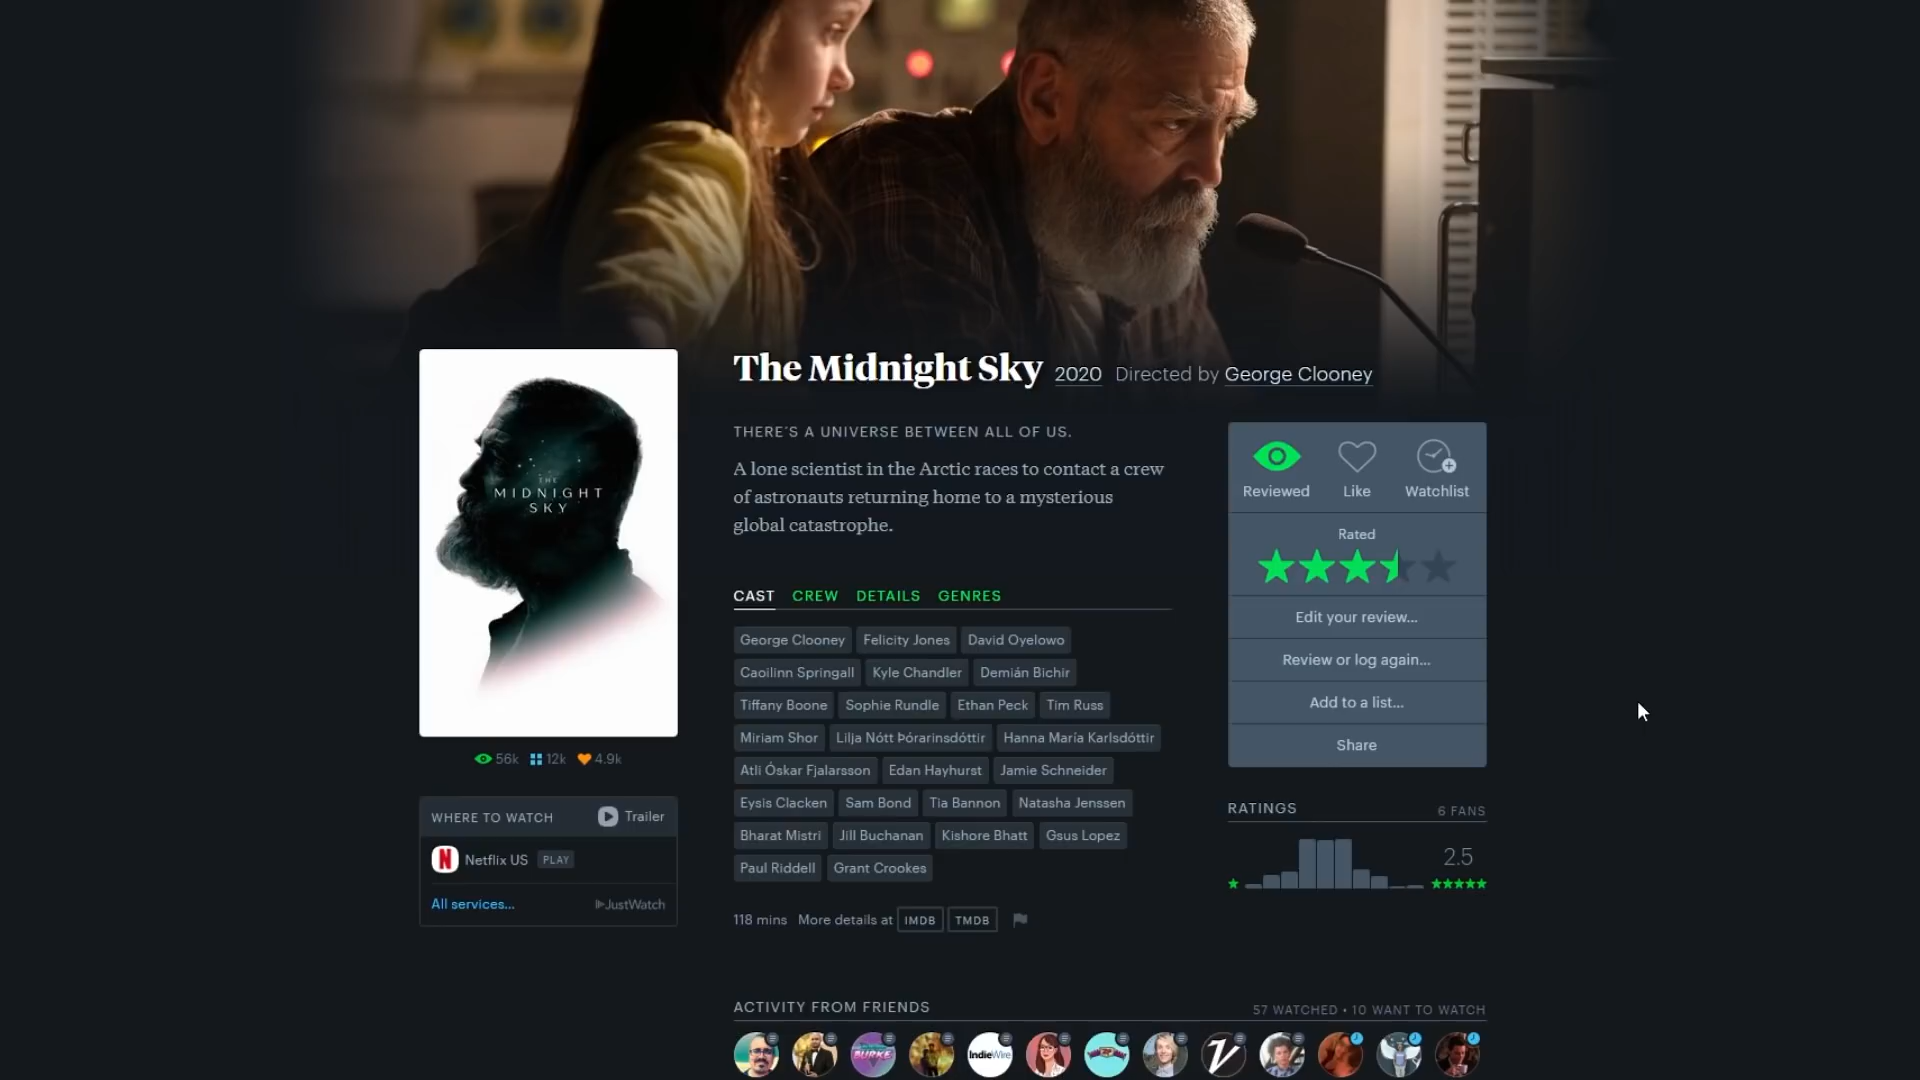 The Midnight Sky 2020 Directed by George Clooney
THE
MIDNIGHT
SKY
THERE'S A UNIVERSE BETWEEN ALL OF US.
A lone scientist in the Arctic races to contact a crew
of astronauts returning home to a mysterious
global catastrophe.
CAST CREW DETAILS GENRES
George Clooney Felicity Jones David Oyelowo
Caoilinn Springall Kyle Chandler Demián Bichir
Tiffany Boone Sophie Rundle Ethan Peck Tim Russ
Miriam Shor Lilja Nótt Þórarinsdóttir Hanna María Karlsdóttir
Atli Óskar Fjalarsson Edan Hayhurst Jamie Schneider
Eysis Clacken Sam Bond Tia Bannon Natasha Jenssen
Bharat Mistri Jill Buchanan Kishore Bhatt Gsus Lopez
Paul Riddell Grant Crookes
118 mins More details at IMDB TMDB
56k 12k 4.9k
WHERE TO WATCH Trailer
Netflix US PLAY
All services... JustWatch
Reviewed Like Watchlist
Rated
Edit your review...
Review or log again...
Add to a list...
Share
RATINGS 6 FANS
2.5
ACTIVITY FROM FRIENDS 57 WATCHED • 10 WANT TO WATCH
BURKE
IndieWire
V